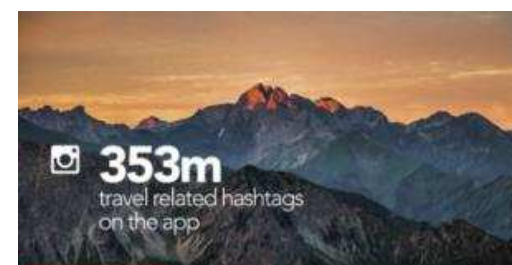 353m
travel related hashtags
on the app